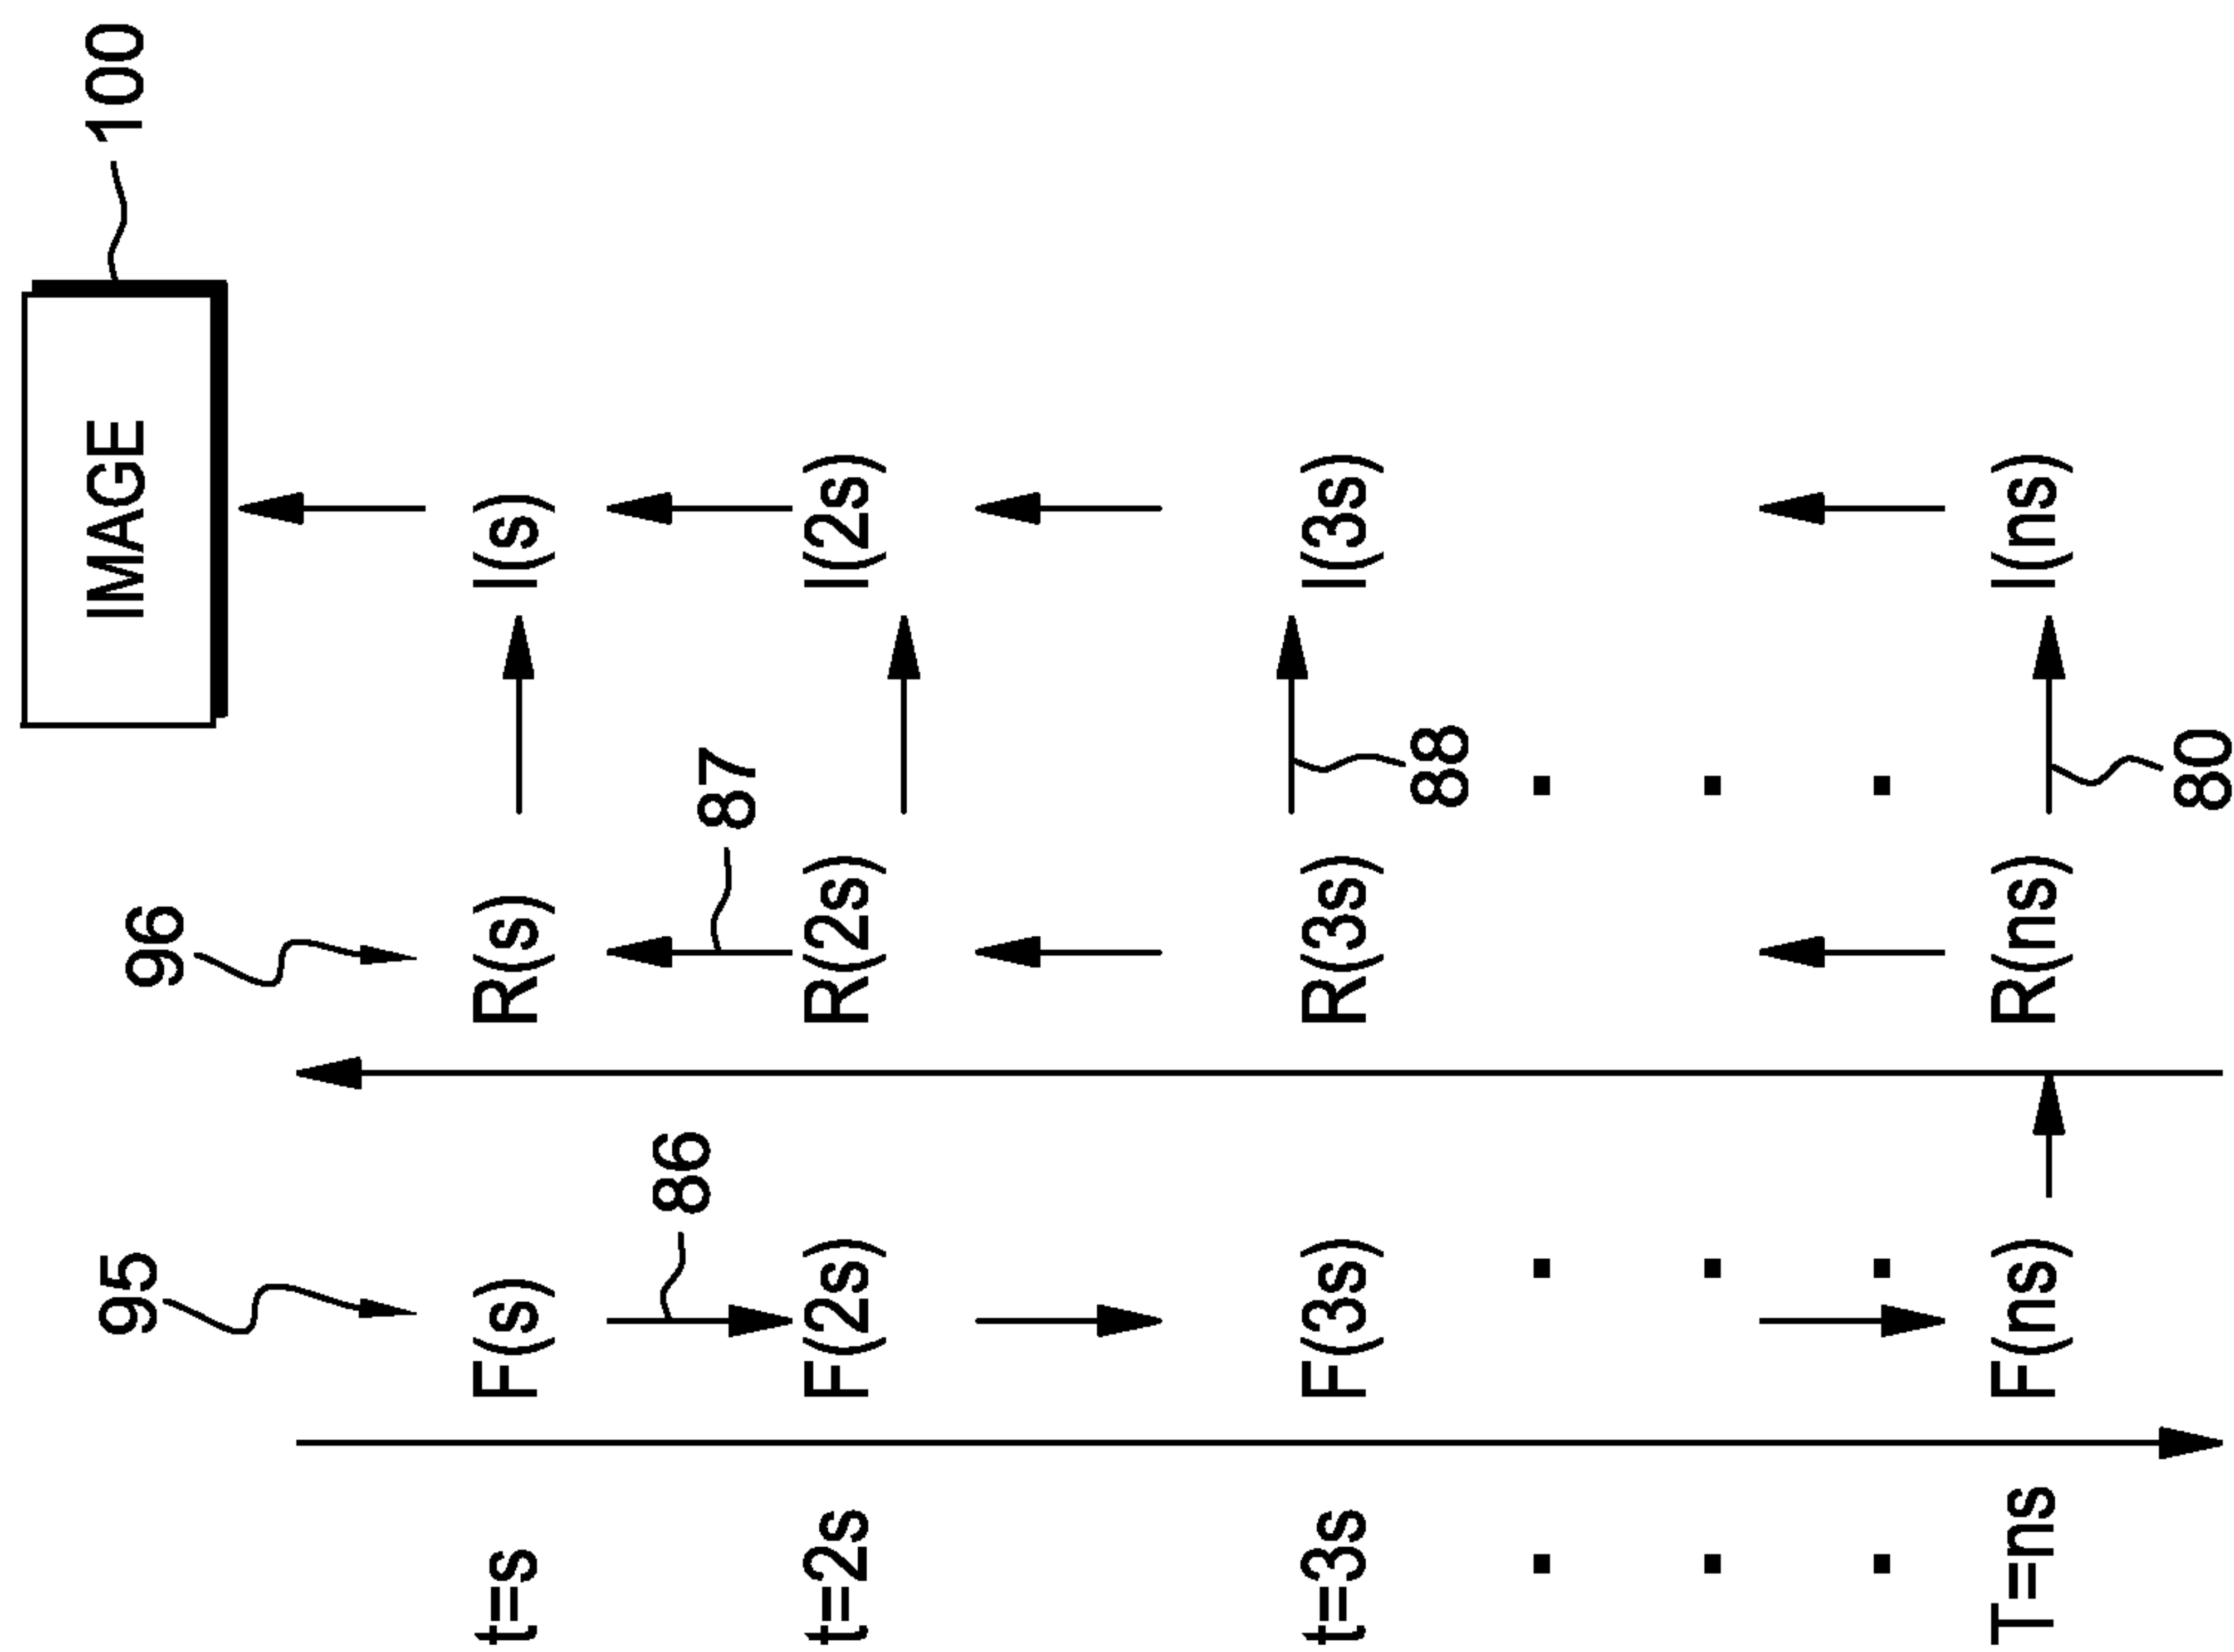 95 96 IMAGE 100
t=s F(s) R(s) I(s)
86 87
t=2s F(2s) R(2s) I(2s)
t=3s F(3s) R(3s) I(3s)
88
. . .
. . .
. . .
T=ns F(ns) R(ns) I(ns)
80